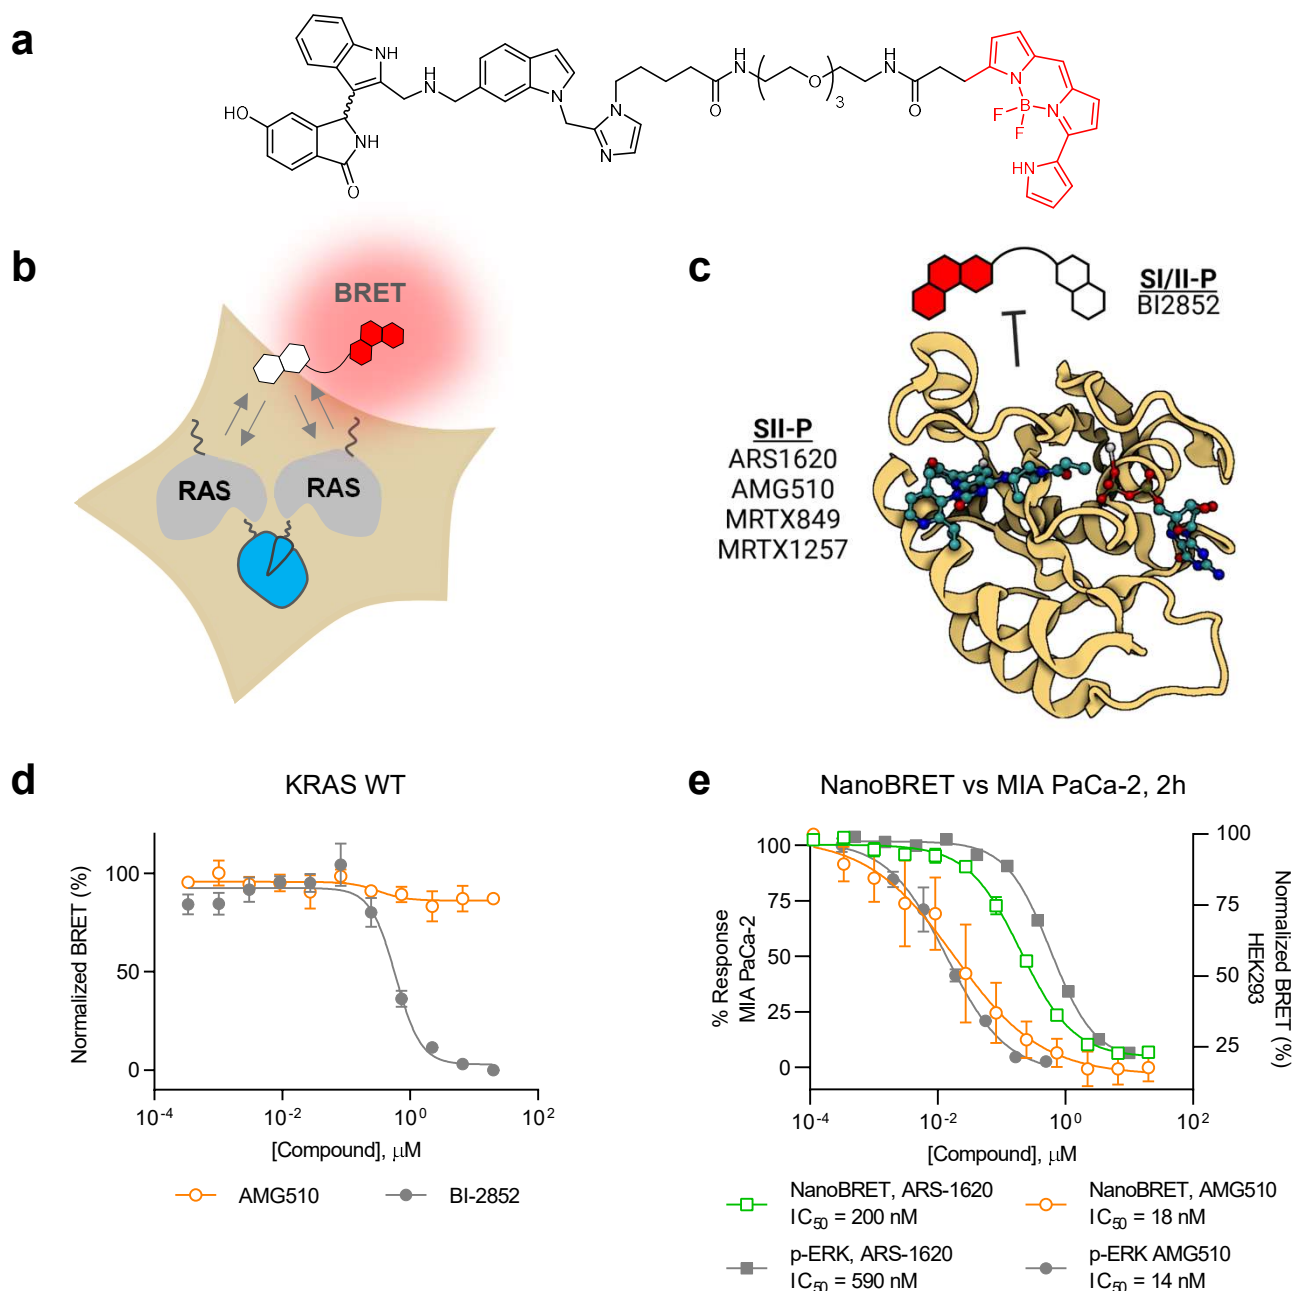 a
NH
H
N
HO
NH
O
N
N
N
H
N
O
O
3
H
N
O
N
B
N
F
F
HN
b
BRET
RAS
RAS
c
SI/II-P
BI2852
SII-P
ARS1620
AMG510
MRTX849
MRTX1257
d
KRAS WT
Normalized BRET (%)
100
50
0
10⁻⁴
10⁻²
10⁰
10²
[Compound], μM
AMG510
BI-2852
e
NanoBRET vs MIA PaCa-2, 2h
% Response
MIA PaCa-2
100
75
50
25
0
100
75
50
25
Normalized BRET (%)
HEK293
10⁻⁴
10⁻²
10⁰
10²
[Compound], μM
NanoBRET, ARS-1620
IC₅₀ = 200 nM
NanoBRET, AMG510
IC₅₀ = 18 nM
p-ERK, ARS-1620
IC₅₀ = 590 nM
p-ERK AMG510
IC₅₀ = 14 nM